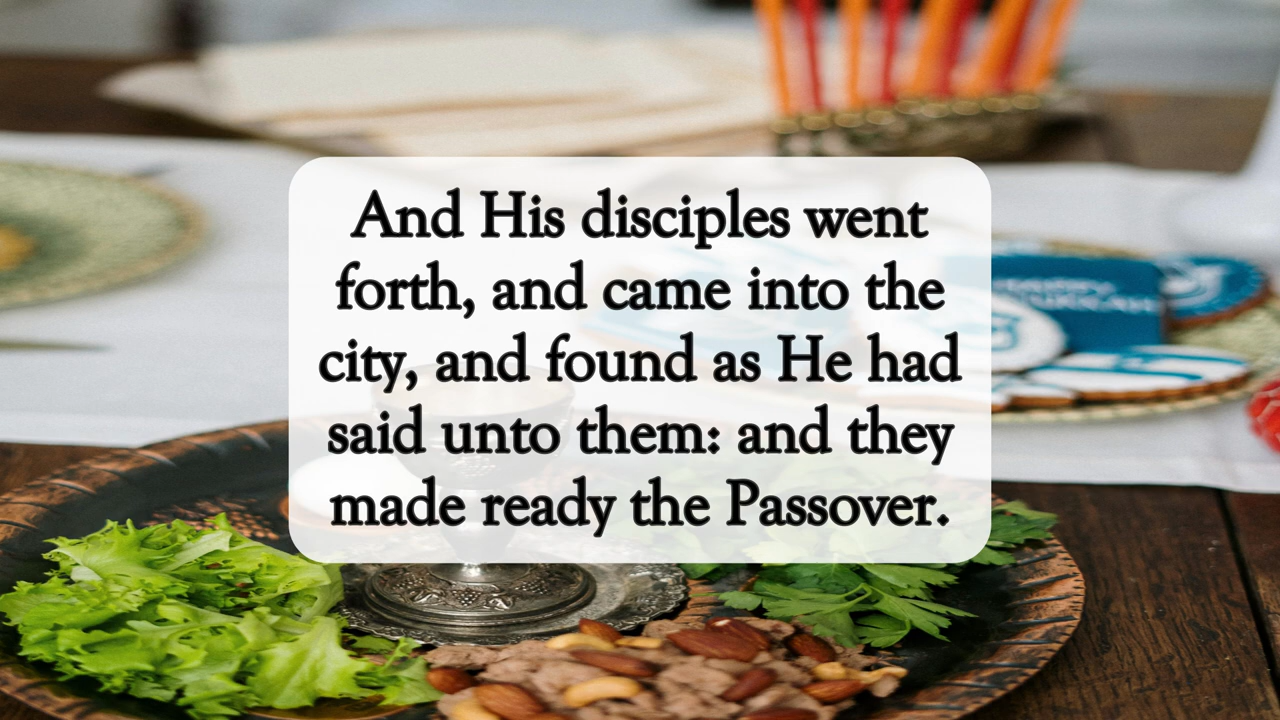 And His disciples went
forth, and came into the
city, and found as He had
said unto them: and they
made ready the Passover.
HAPPY